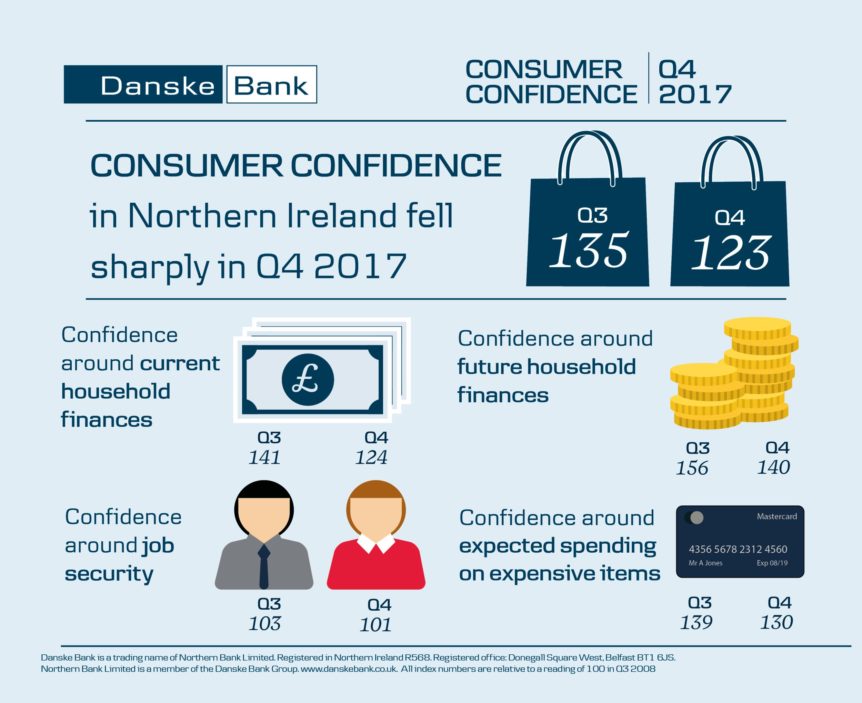 Danske Bank
CONSUMER CONFIDENCE
Q4 2017
CONSUMER CONFIDENCE
in Northern Ireland fell
sharply in Q4 2017
Q3
135
Q4
123
Confidence
around current
household
finances
£
Q3
141
Q4
124
Confidence around
future household
finances
Q3
156
Q4
140
Confidence
around job
security
Q3
103
Q4
101
Confidence around
expected spending
on expensive items
Mastercard
4356 5678 2312 4560
Mr A Jones Exp 08/19
Q3
139
Q4
130
Danske Bank is a trading name of Northern Bank Limited. Registered in Northern Ireland R568. Registered office: Donegall Square West, Belfast BT1 6JS.
Northern Bank Limited is a member of the Danske Bank Group. www.danskebank.co.uk. All index numbers are relative to a reading of 100 in Q3 2008